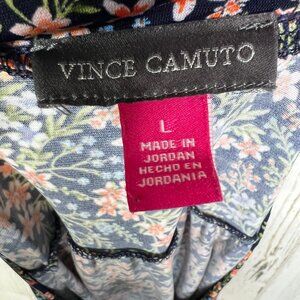 VINCE CAMUTO
L
MADE IN
JORDAN
HECHO EN
JORDANIA